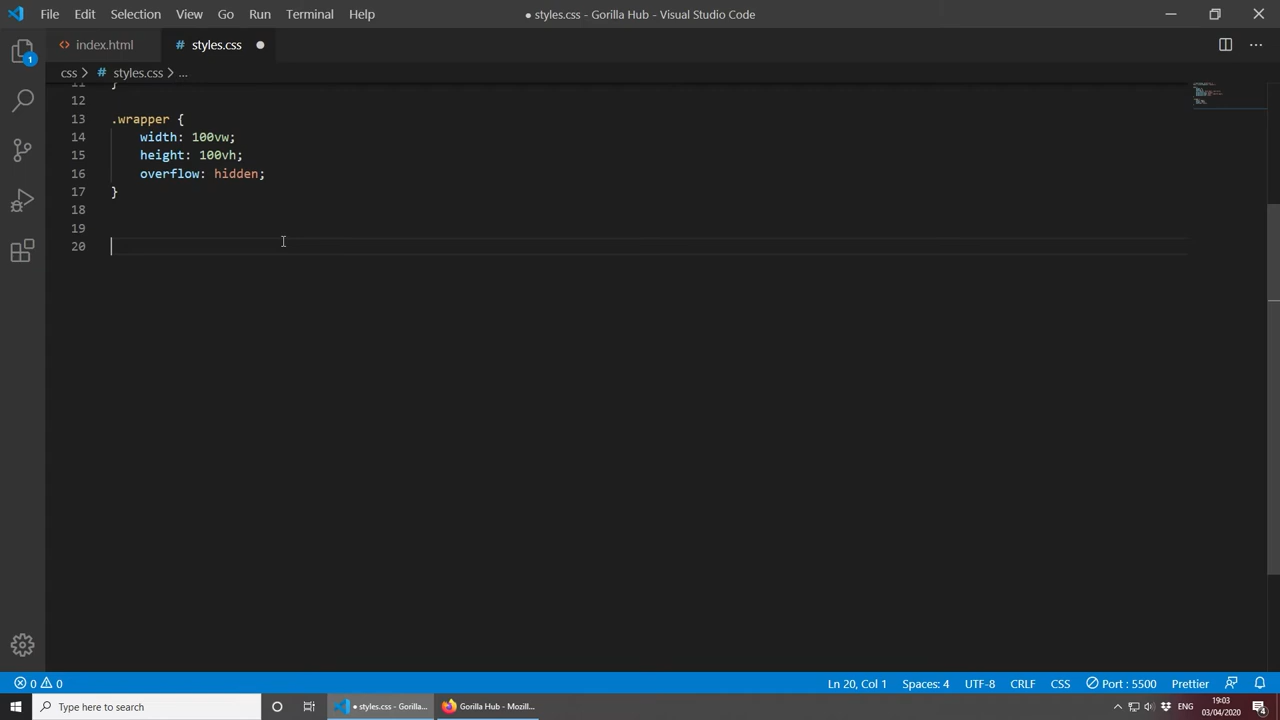 File Edit Selection View Go Run Terminal Help ● styles.css - Gorilla Hub - Visual Studio Code
index.html # styles.css
css > # styles.css > ...
11 }
12
13 .wrapper {
14 width: 100vw;
15 height: 100vh;
16 overflow: hidden;
17 }
18
19
20
1
0 0 Ln 20, Col 1 Spaces: 4 UTF-8 CRLF CSS Port : 5500 Prettier
Type here to search ● styles.css - Gorilla... Gorilla Hub - Mozill... ENG 19:03
03/04/2020 4